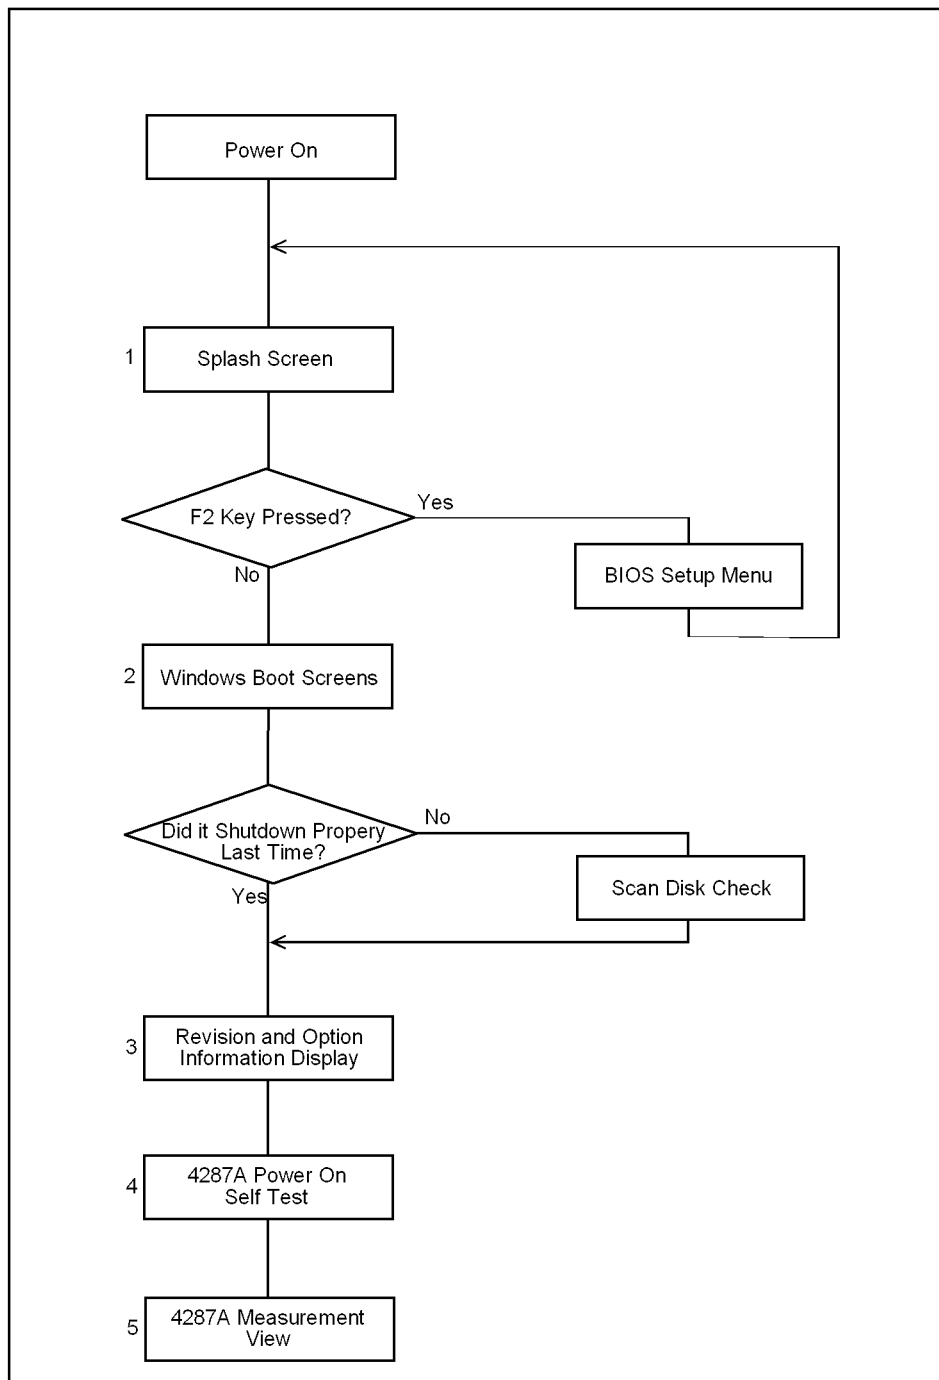 Power On
1
Splash Screen
F2 Key Pressed?
Yes
No
BIOS Setup Menu
2
Windows Boot Screens
Did it Shutdown Propery
Last Time?
No
Yes
Scan Disk Check
3
Revision and Option
Information Display
4
4287A Power On
Self Test
5
4287A Measurement
View